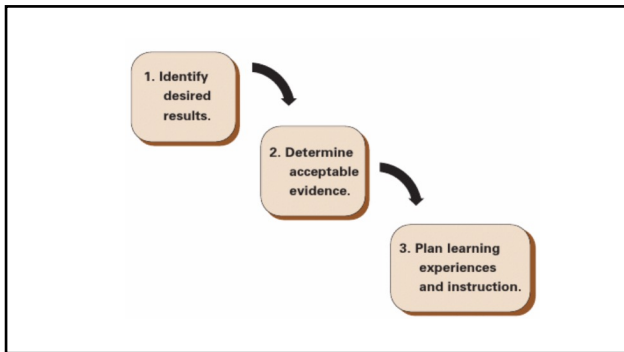 1. Identify
desired
results.
2. Determine
acceptable
evidence.
3. Plan learning
experiences
and instruction.